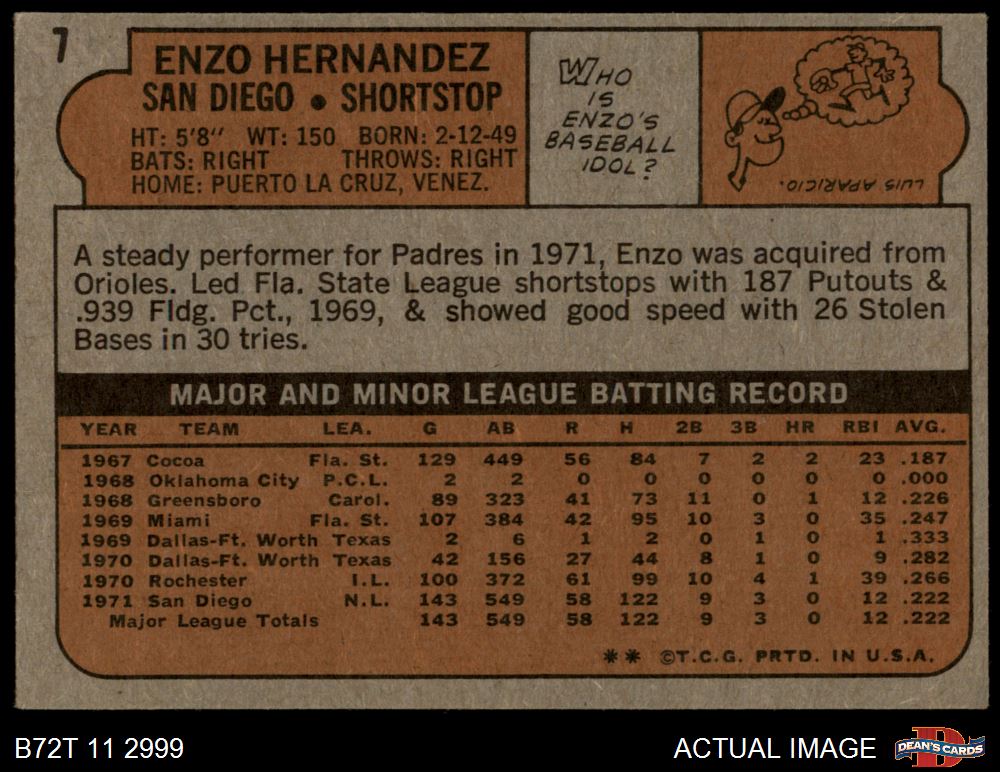 7
ENZO HERNANDEZ
SAN DIEGO • SHORTSTOP
HT: 5'8" WT: 150 BORN: 2-12-49
BATS: RIGHT THROWS: RIGHT
HOME: PUERTO LA CRUZ, VENEZ.
WHO
IS
ENZO'S
BASEBALL
IDOL?
LUIS APARICIO.
A steady performer for Padres in 1971, Enzo was acquired from
Orioles. Led Fla. State League shortstops with 187 Putouts &
.939 Fldg. Pct., 1969, & showed good speed with 26 Stolen
Bases in 30 tries.
MAJOR AND MINOR LEAGUE BATTING RECORD
YEAR TEAM LEA. G AB R H 2B 3B HR RBI AVG.
1967 Cocoa Fla. St. 129 449 56 84 7 2 2 23 .187
1968 Oklahoma City P.C.L. 2 2 0 0 0 0 0 0 .000
1968 Greensboro Carol. 89 323 41 73 11 0 1 12 .226
1969 Miami Fla. St. 107 384 42 95 10 3 0 35 .247
1969 Dallas-Ft. Worth Texas 2 6 1 2 0 1 0 1 .333
1970 Dallas-Ft. Worth Texas 42 156 27 44 8 1 0 9 .282
1970 Rochester I.L. 100 372 61 99 10 4 1 39 .266
1971 San Diego N.L. 143 549 58 122 9 3 0 12 .222
Major League Totals 143 549 58 122 9 3 0 12 .222
** ©T.C.G. PRTD. IN U.S.A.
B72T 11 2999
ACTUAL IMAGE
D
DEAN'S CARDS